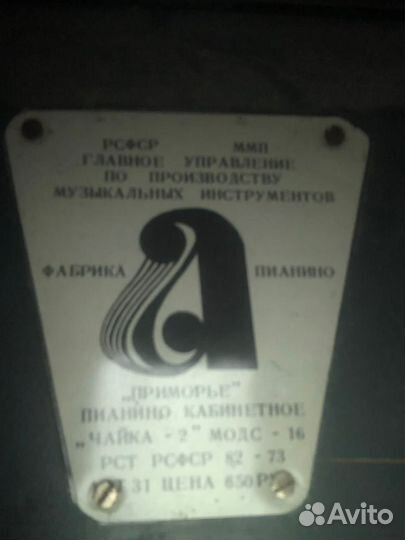 РСФСР ММП
ГЛАВНОЕ УПРАВЛЕНИЕ
ПО ПРОИЗВОДСТВУ
МУЗЫКАЛЬНЫХ ИНСТРУМЕНТОВ
ФАБРИКА ПИАНИНО
„ПРИМОРЬЕ"
ПИАНИНО КАБИНЕТНОЕ
„ЧАЙКА - 2" МОДС - 16
РСТ РСФСР 82 - 73
31 ЦЕНА 650
Avito